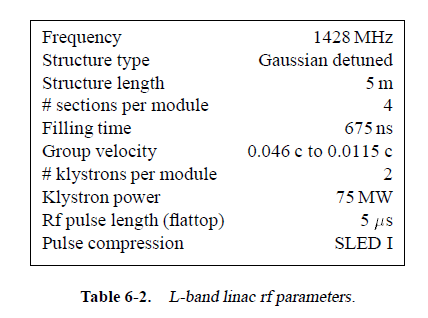 Frequency 1428 MHz
Structure type Gaussian detuned
Structure length 5 m
# sections per module 4
Filling time 675 ns
Group velocity 0.046 c to 0.0115 c
# klystrons per module 2
Klystron power 75 MW
Rf pulse length (flattop) 5 μs
Pulse compression SLED I
Table 6-2. L-band linac rf parameters.